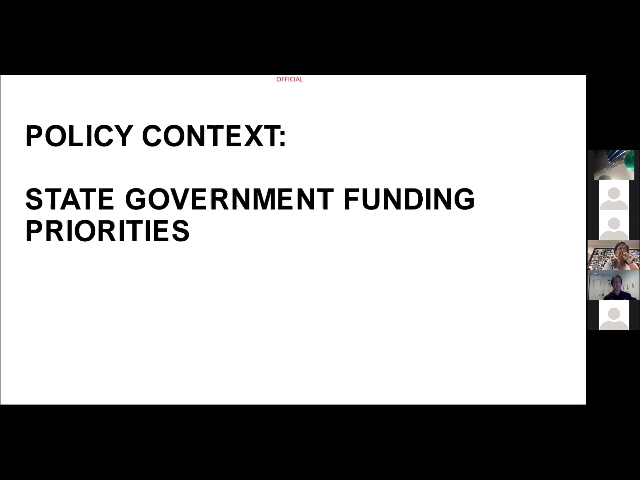 OFFICIAL
POLICY CONTEXT:
STATE GOVERNMENT FUNDING
PRIORITIES